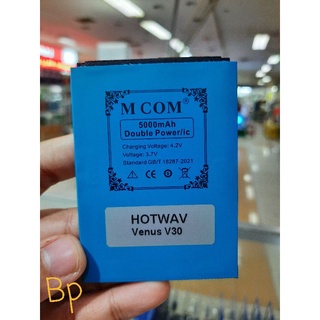 M COM ®
5000mAh
Double Power/Ic
Charging Voltage: 4.2V
Voltage: 3.7V
Standard GB/T 18287-2021
HOTWAV
Venus V30
Bp